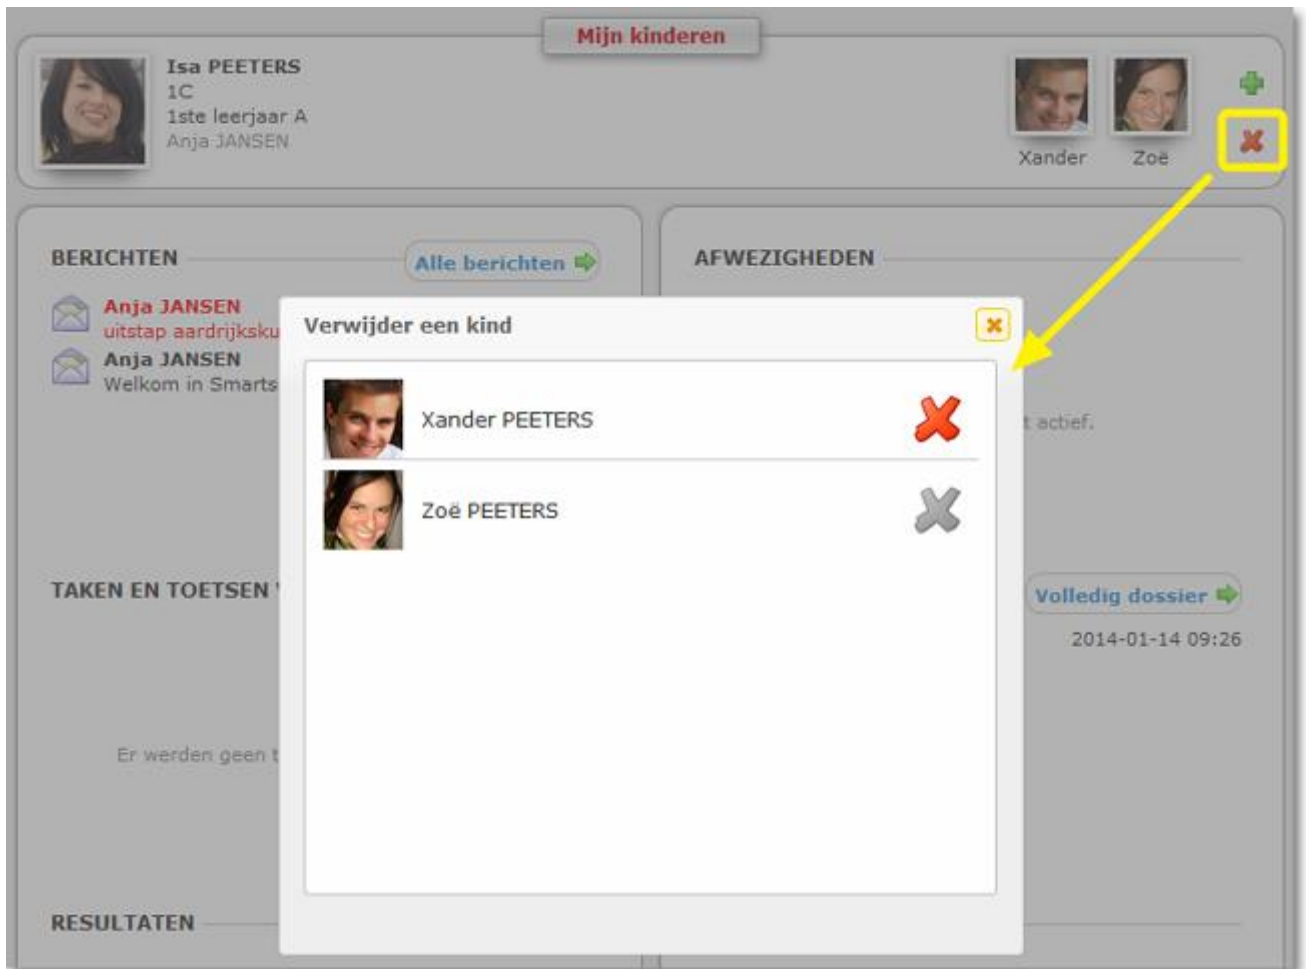 Mijn kinderen
Isa PEETERS
1C
1ste leerjaar A
Anja JANSEN
Xander
Zoë
BERICHTEN
Alle berichten
AFWEZIGHEDEN
Anja JANSEN
uitstap aardrijksku
Anja JANSEN
Welkom in Smarts
Verwijder een kind
Xander PEETERS
t actief.
Zoë PEETERS
TAKEN EN TOETSEN
Volledig dossier
2014-01-14 09:26
Er werden geen t
RESULTATEN